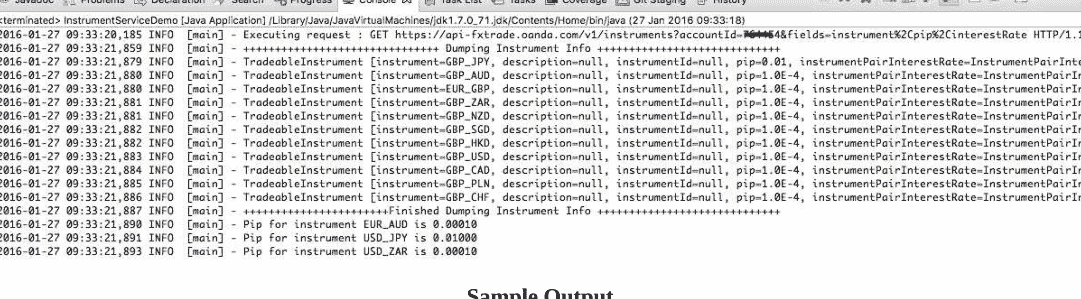 Javadoc Problems Declaration Search Progress Console Task List Tasks Coverage Git Staging History
<terminated> InstrumentServiceDemo [Java Application] /Library/Java/JavaVirtualMachines/jdk1.7.0_71.jdk/Contents/Home/bin/java (27 Jan 2016 09:33:18)
2016-01-27 09:33:20,185 INFO [main] - Executing request : GET https://api-fxtrade.oanda.com/v1/instruments?accountId= &fields=instrument%2Cpip%2CinterestRate HTTP/1.1
2016-01-27 09:33:21,859 INFO [main] - ++++++++++++++++++++++++++++++ Dumping Instrument Info ++++++++++++++++++++++++++++
2016-01-27 09:33:21,879 INFO [main] - TradeableInstrument [instrument=GBP_JPY, description=null, instrumentId=null, pip=0.01, instrumentPairInterestRate=InstrumentPairInte
2016-01-27 09:33:21,880 INFO [main] - TradeableInstrument [instrument=GBP_AUD, description=null, instrumentId=null, pip=1.0E-4, instrumentPairInterestRate=InstrumentPairIn
2016-01-27 09:33:21,880 INFO [main] - TradeableInstrument [instrument=EUR_GBP, description=null, instrumentId=null, pip=1.0E-4, instrumentPairInterestRate=InstrumentPairIn
2016-01-27 09:33:21,881 INFO [main] - TradeableInstrument [instrument=GBP_ZAR, description=null, instrumentId=null, pip=1.0E-4, instrumentPairInterestRate=InstrumentPairIn
2016-01-27 09:33:21,881 INFO [main] - TradeableInstrument [instrument=GBP_NZD, description=null, instrumentId=null, pip=1.0E-4, instrumentPairInterestRate=InstrumentPairIn
2016-01-27 09:33:21,882 INFO [main] - TradeableInstrument [instrument=GBP_SGD, description=null, instrumentId=null, pip=1.0E-4, instrumentPairInterestRate=InstrumentPairIn
2016-01-27 09:33:21,882 INFO [main] - TradeableInstrument [instrument=GBP_HKD, description=null, instrumentId=null, pip=1.0E-4, instrumentPairInterestRate=InstrumentPairIn
2016-01-27 09:33:21,883 INFO [main] - TradeableInstrument [instrument=GBP_USD, description=null, instrumentId=null, pip=1.0E-4, instrumentPairInterestRate=InstrumentPairIn
2016-01-27 09:33:21,884 INFO [main] - TradeableInstrument [instrument=GBP_CAD, description=null, instrumentId=null, pip=1.0E-4, instrumentPairInterestRate=InstrumentPairIn
2016-01-27 09:33:21,885 INFO [main] - TradeableInstrument [instrument=GBP_PLN, description=null, instrumentId=null, pip=1.0E-4, instrumentPairInterestRate=InstrumentPairIn
2016-01-27 09:33:21,886 INFO [main] - TradeableInstrument [instrument=GBP_CHF, description=null, instrumentId=null, pip=1.0E-4, instrumentPairInterestRate=InstrumentPairIn
2016-01-27 09:33:21,887 INFO [main] - ++++++++++++++++++++++Finished Dumping Instrument Info ++++++++++++++++++++++++++++
2016-01-27 09:33:21,890 INFO [main] - Pip for instrument EUR_AUD is 0.00010
2016-01-27 09:33:21,891 INFO [main] - Pip for instrument USD_JPY is 0.01000
2016-01-27 09:33:21,893 INFO [main] - Pip for instrument USD_ZAR is 0.00010
Sample Output